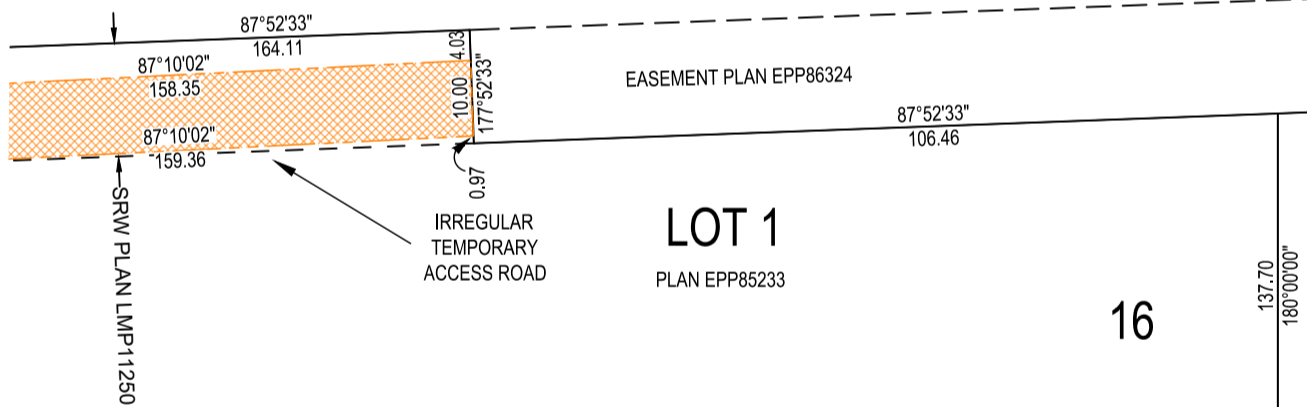 87°52'33"
164.11
87°10'02"
158.35
87°10'02"
159.36
4.03
10.00
177°52'33"
0.97
EASEMENT PLAN EPP86324
87°52'33"
106.46
SRW PLAN LMP11250
IRREGULAR
TEMPORARY
ACCESS ROAD
LOT 1
PLAN EPP85233
16
137.70
180°00'00"